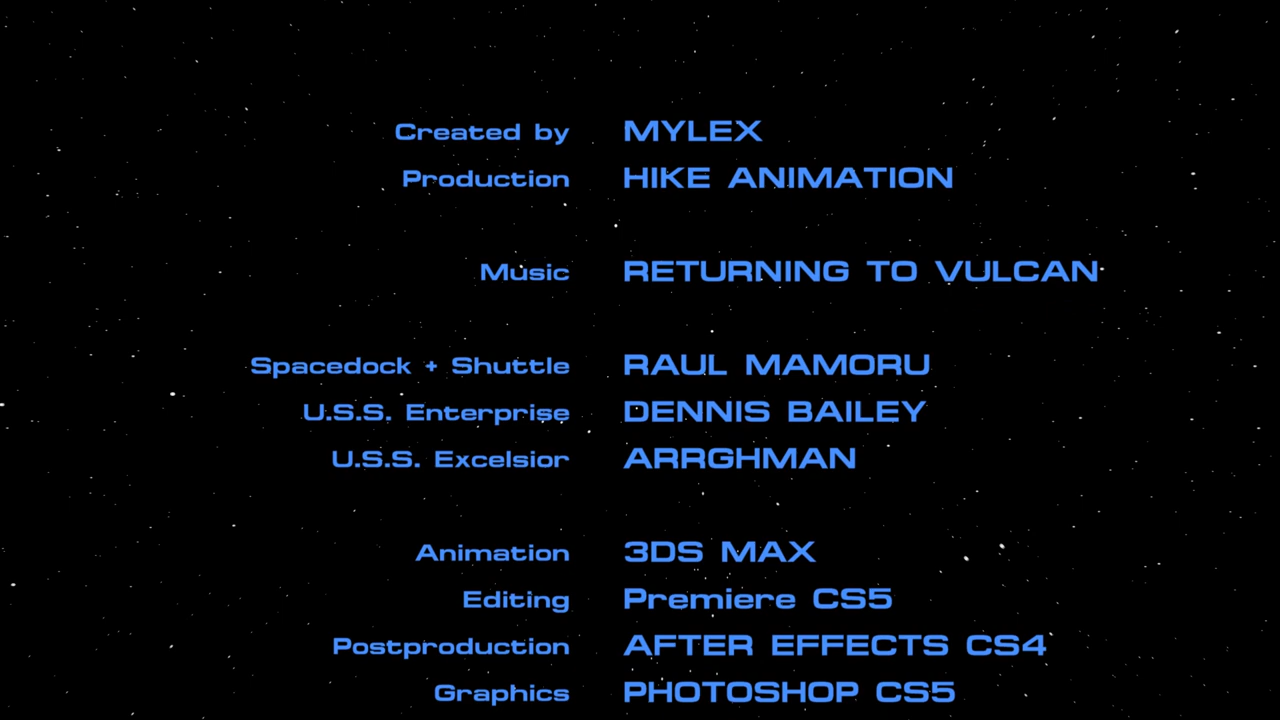 Created by MYLEX
Production HIKE ANIMATION
Music RETURNING TO VULCAN
Spacedock + Shuttle RAUL MAMORU
U.S.S. Enterprise DENNIS BAILEY
U.S.S. Excelsior ARRGHMAN
Animation 3DS MAX
Editing Premiere CS5
Postproduction AFTER EFFECTS CS4
Graphics PHOTOSHOP CS5